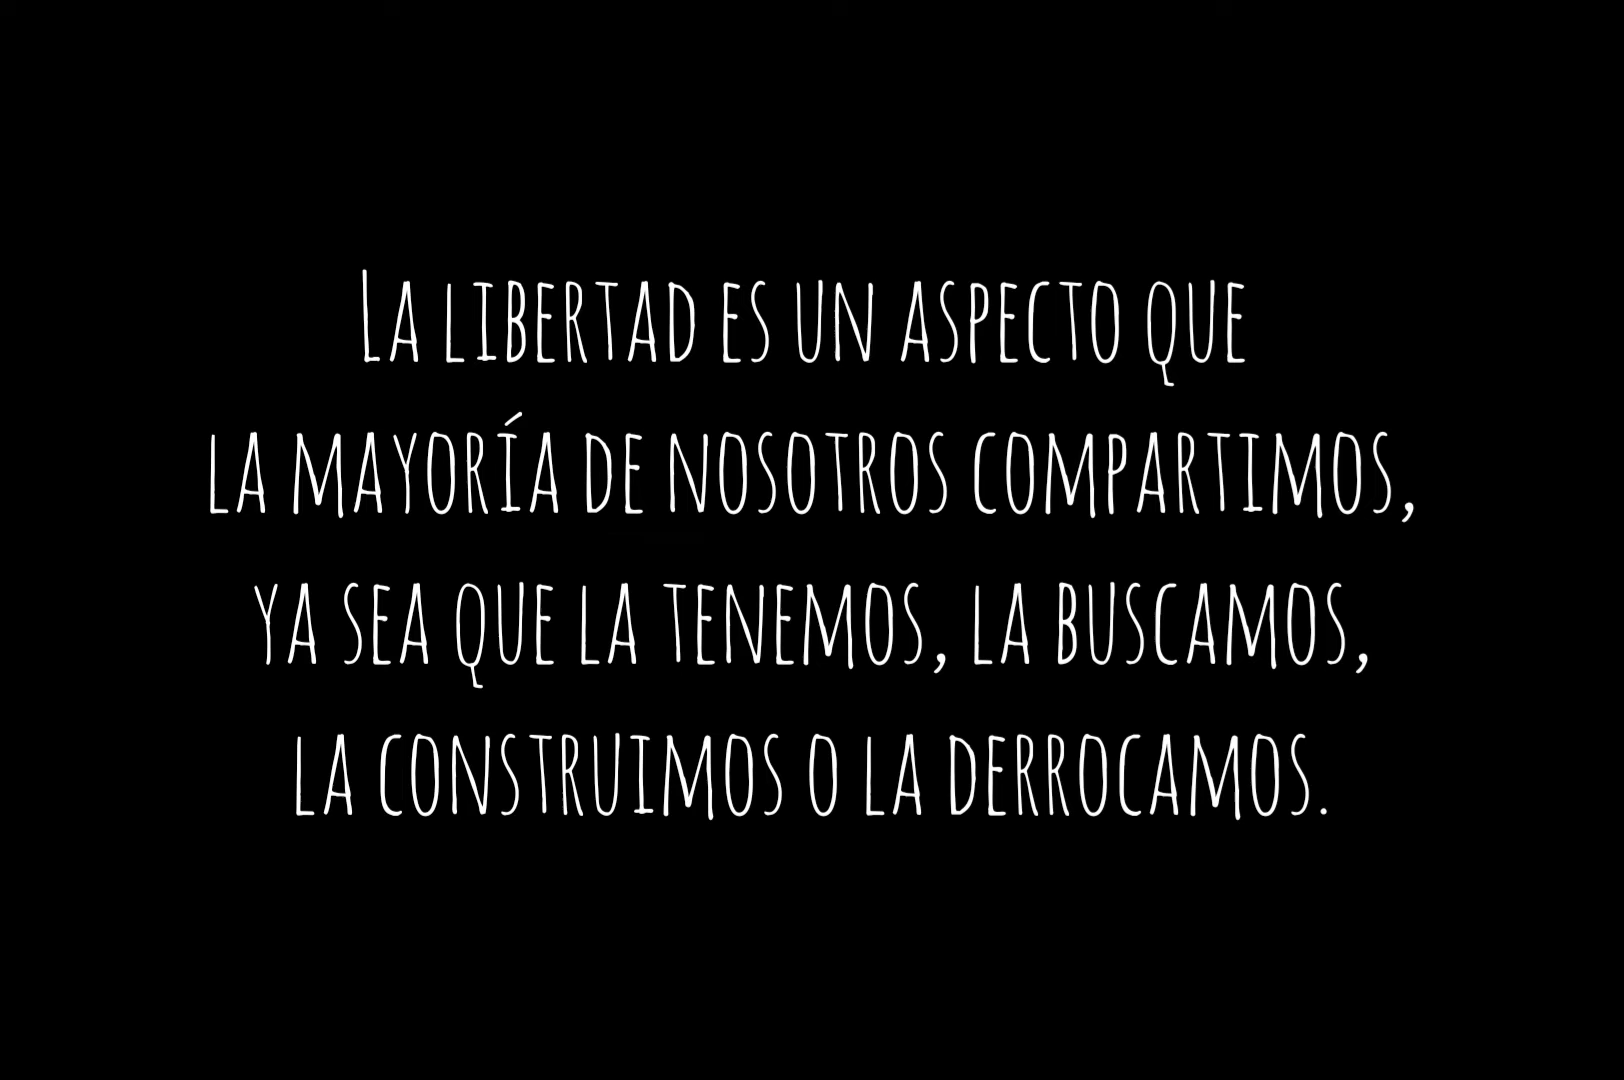 La libertad es un aspecto que
la mayoría de nosotros compartimos,
ya sea que la tenemos, la buscamos,
la construimos o la derrocamos.